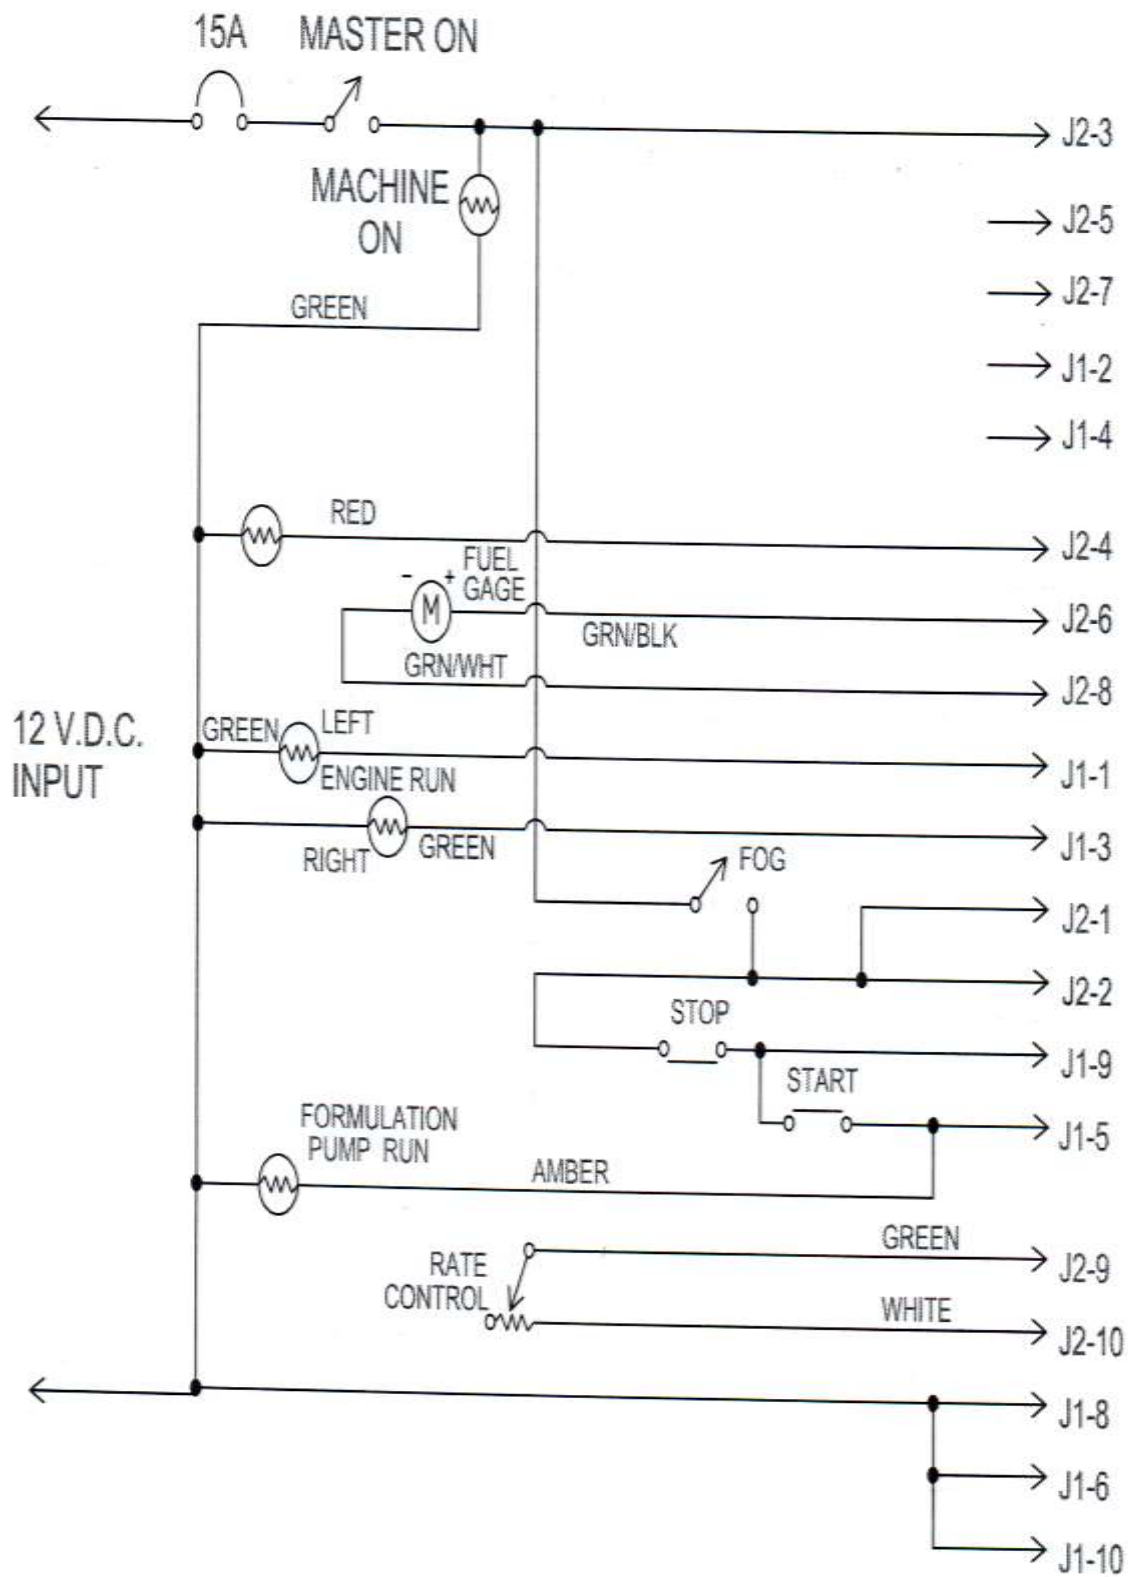 15A MASTER ON
J2-3
MACHINE
ON
J2-5
J2-7
GREEN
J1-2
J1-4
RED
J2-4
- + FUEL
GAGE
M
J2-6
GRN/BLK
GRN/WHT
J2-8
12 V.D.C.
INPUT
GREEN LEFT
ENGINE RUN
J1-1
RIGHT GREEN
J1-3
FOG
J2-1
J2-2
STOP
J1-9
START
J1-5
FORMULATION
PUMP RUN
AMBER
RATE
CONTROL
GREEN
J2-9
WHITE
J2-10
J1-8
J1-6
J1-10